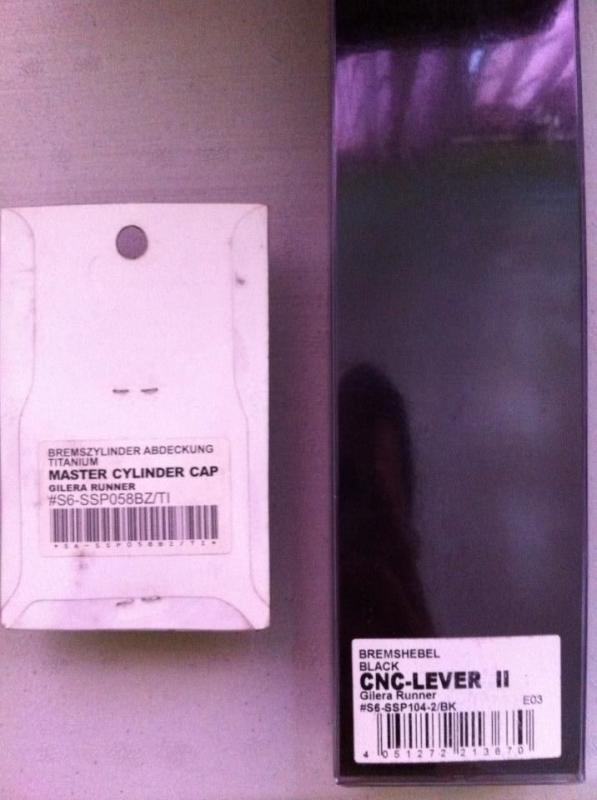 BREMSZYLINDER ABDECKUNG
TITANIUM
MASTER CYLINDER CAP
GILERA RUNNER
#S6-SSP058BZ/TI
*S6-SSP058BZ/TI*
BREMSHEBEL
BLACK
CNC-LEVER II
Gilera Runner
E03
#S6-SSP104-2/BK
4 051272 213670